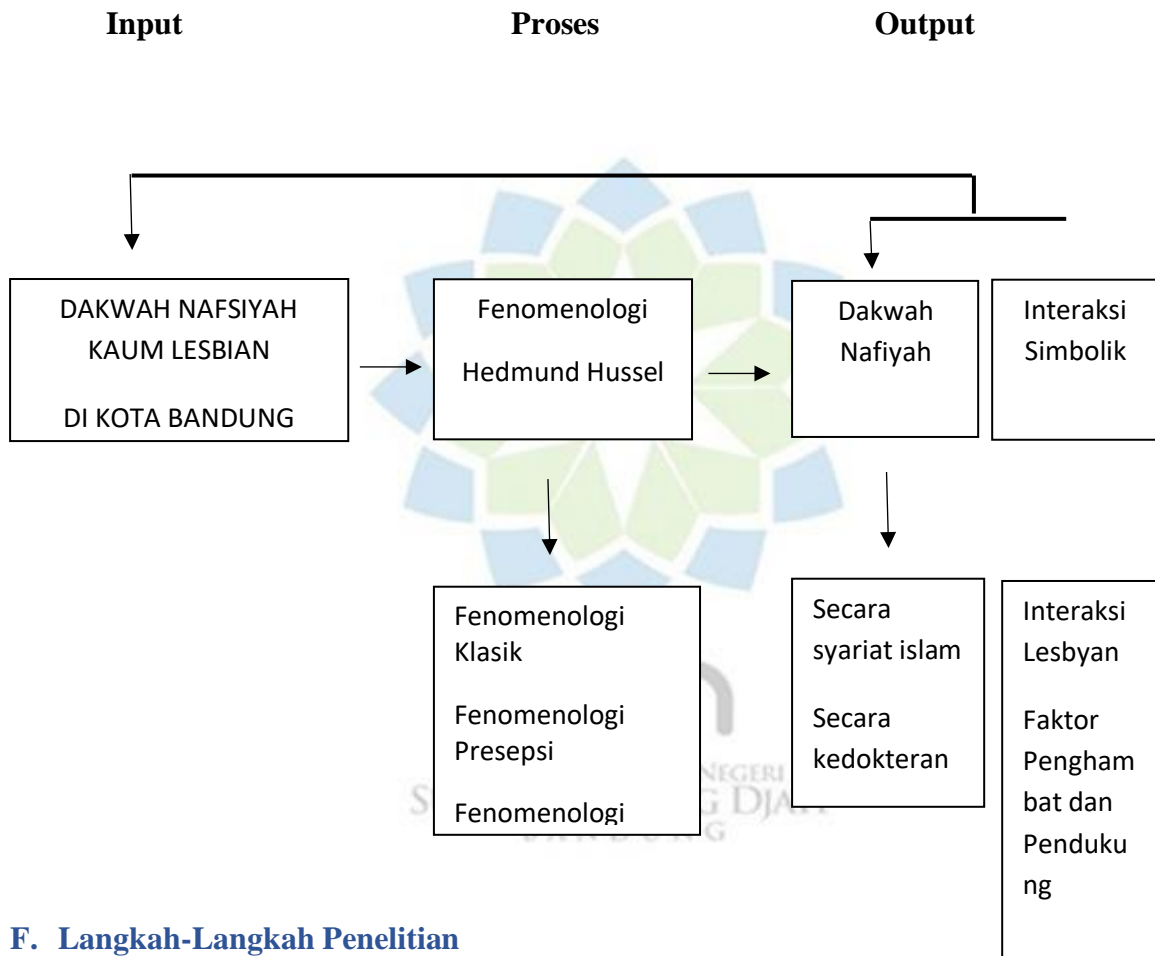 Input Proses Output
DAKWAH NAFSIYAH
KAUM LESBIAN
DI KOTA BANDUNG
Fenomenologi
Hedmund Hussel
Dakwah
Nafiyah
Interaksi
Simbolik
Fenomenologi
Klasik
Fenomenologi
Presepsi
Fenomenologi
Secara
syariat islam
Secara
kedokteran
Interaksi
Lesbyan
Faktor
Pengham
bat dan
Penduku
ng
NEGERI
F. Langkah-Langkah Penelitian